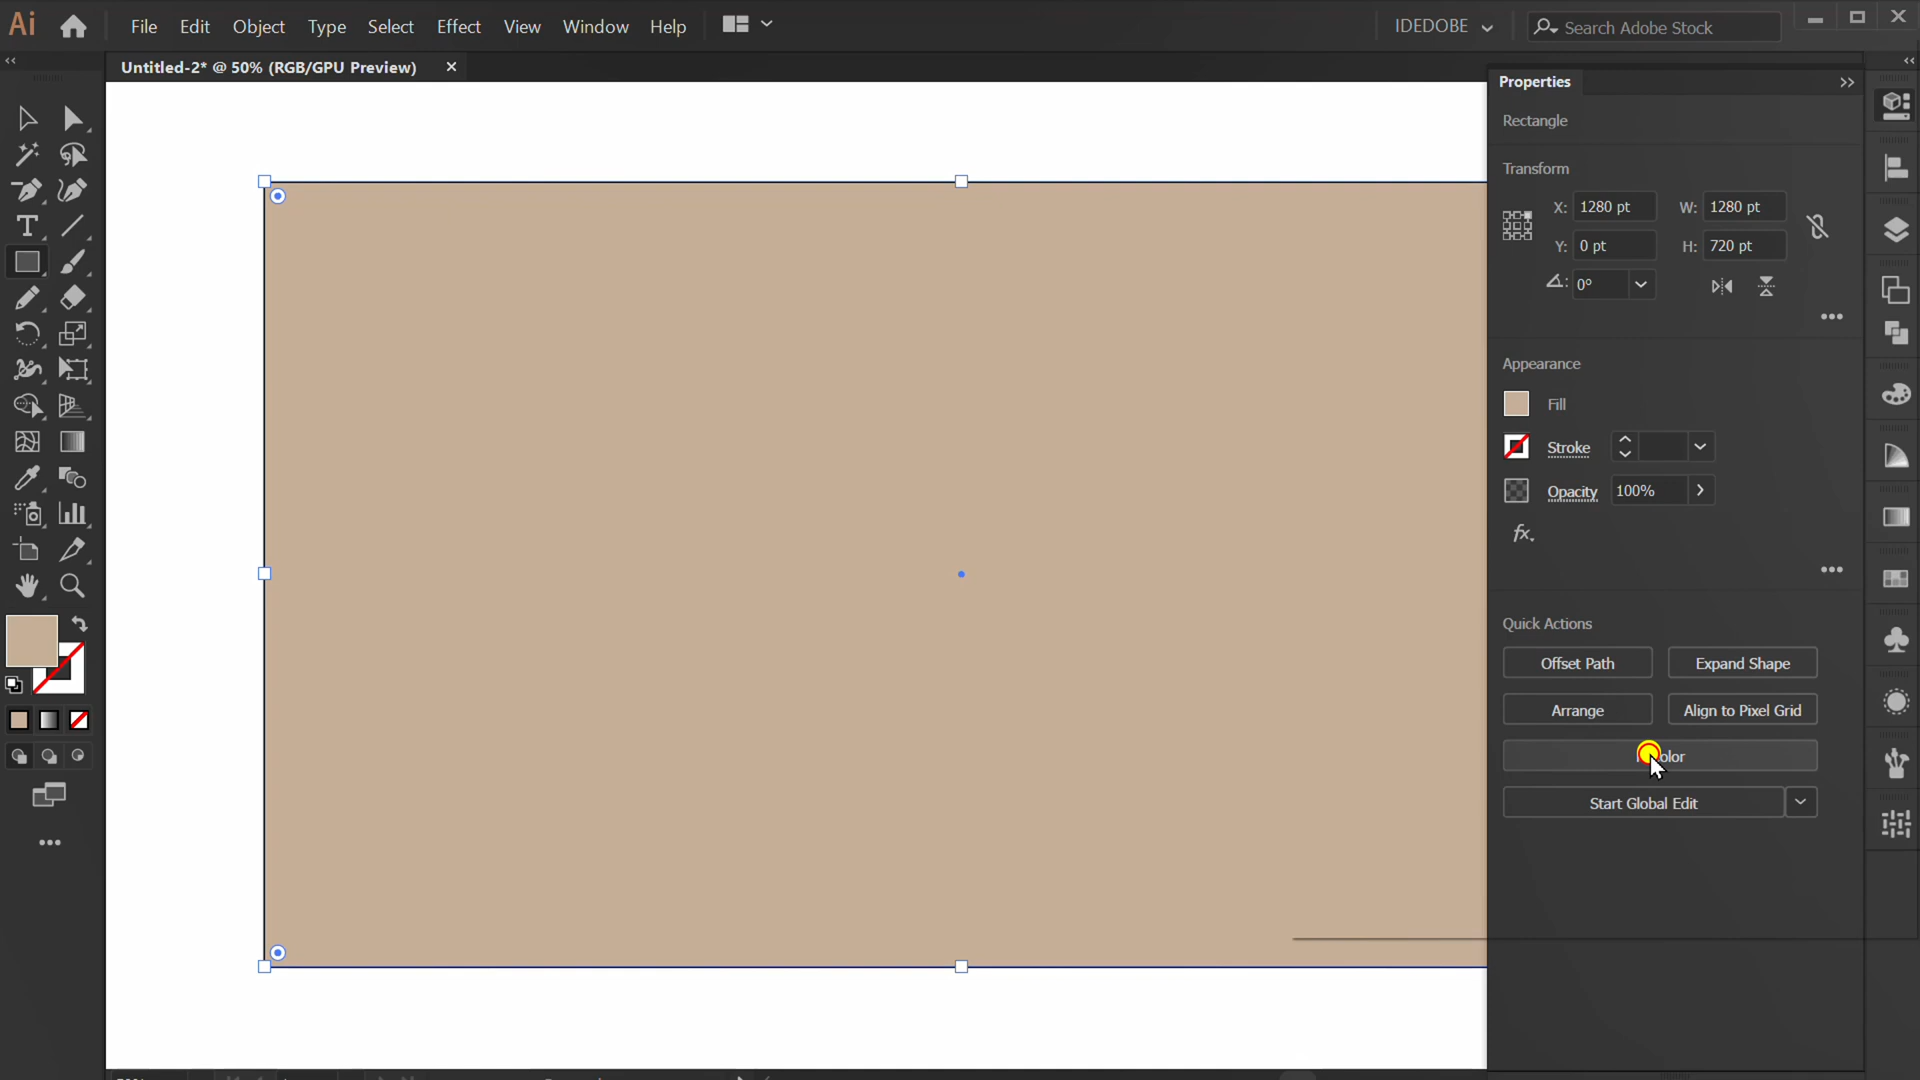 Ai File Edit Object Type Select Effect View Window Help IDEDOBE Search Adobe Stock
Untitled-2* @ 50% (RGB/GPU Preview)
Properties
Rectangle
Transform
X: 1280 pt W: 1280 pt
Y: 0 pt H: 720 pt
0°
Appearance
Fill
Stroke
Opacity 100%
fx
Quick Actions
Offset Path Expand Shape
Arrange Align to Pixel Grid
Start Global Edit